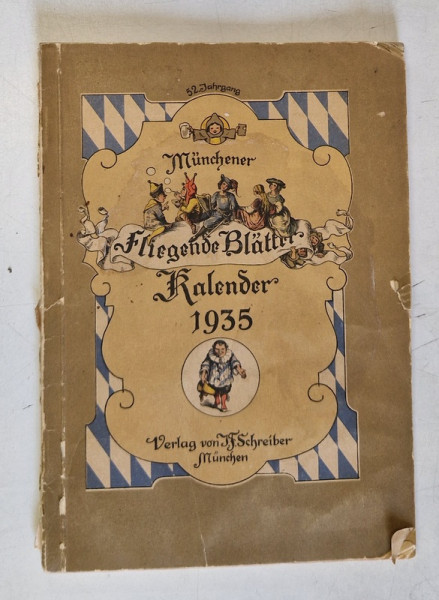 52. Jahrgang
Münchener
Fliegende Blätter
Kalender
1935
Verlag von J.F. Schreiber
München